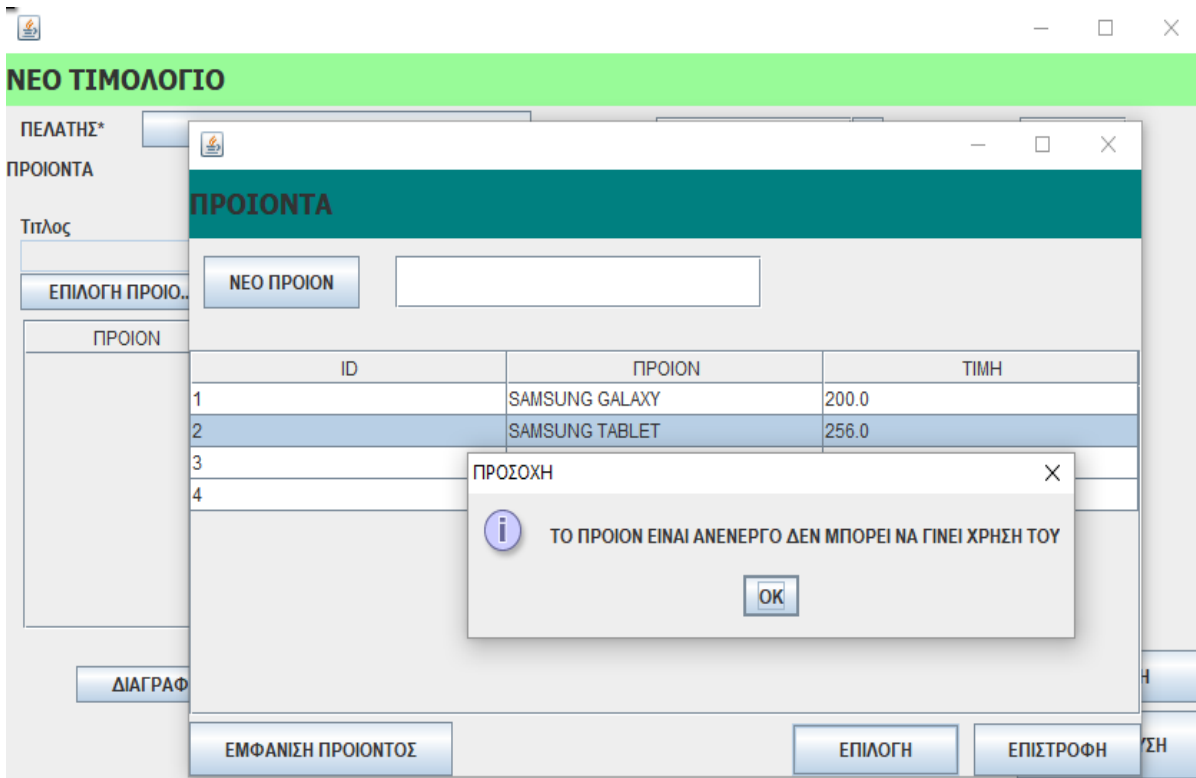 ΝΕΟ ΤΙΜΟΛΟΓΙΟ
ΠΕΛΑΤΗΣ*
ΠΡΟΙΟΝΤΑ
Τιτλος
ΕΠΙΛΟΓΗ ΠΡΟΙΟ..
ΠΡΟΙΟΝ
ΔΙΑΓΡΑΦ
ΠΡΟΙΟΝΤΑ
ΝΕΟ ΠΡΟΙΟΝ
ID ΠΡΟΙΟΝ ΤΙΜΗ
1 SAMSUNG GALAXY 200.0
2 SAMSUNG TABLET 256.0
3
4
ΠΡΟΣΟΧΗ
ΤΟ ΠΡΟΙΟΝ ΕΙΝΑΙ ΑΝΕΝΕΡΓΟ ΔΕΝ ΜΠΟΡΕΙ ΝΑ ΓΙΝΕΙ ΧΡΗΣΗ ΤΟΥ
OK
ΕΜΦΑΝΙΣΗ ΠΡΟΙΟΝΤΟΣ ΕΠΙΛΟΓΗ ΕΠΙΣΤΡΟΦΗ
Η
ΣΗ